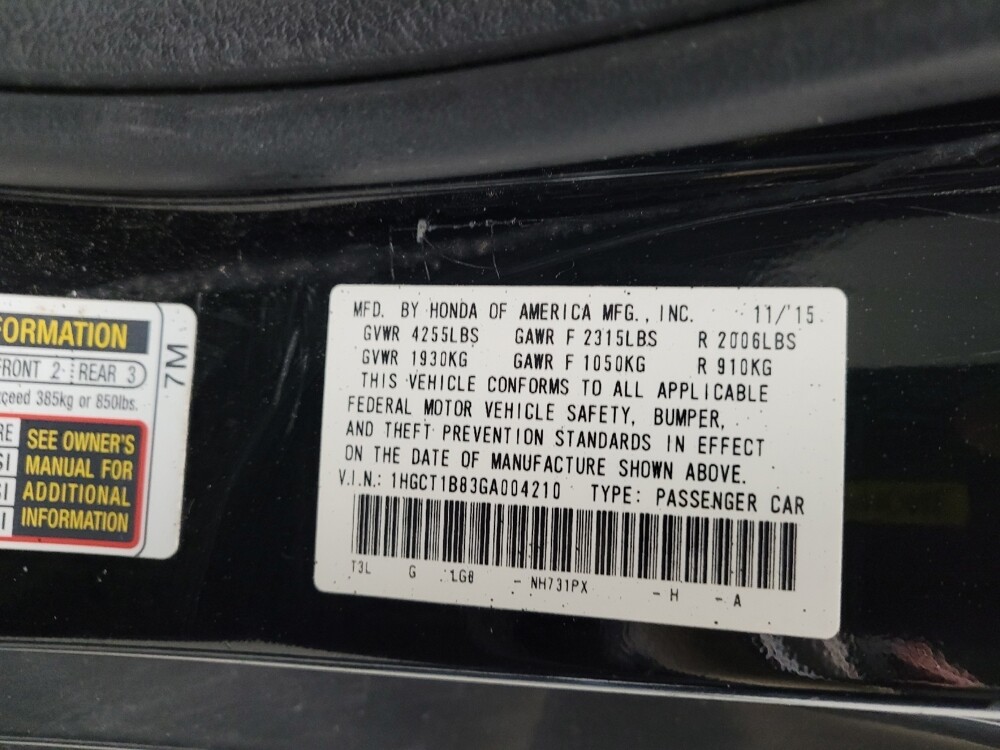 FORMATION
FRONT 2 REAR 3
385kg or 850lbs.
SEE OWNER'S
MANUAL FOR
ADDITIONAL
INFORMATION
7M
MFD. BY HONDA OF AMERICA MFG., INC. 11/'15
GVWR 4255LBS GAWR F 2315LBS R 2006LBS
GVWR 1930KG GAWR F 1050KG R 910KG
THIS VEHICLE CONFORMS TO ALL APPLICABLE
FEDERAL MOTOR VEHICLE SAFETY, BUMPER,
AND THEFT PREVENTION STANDARDS IN EFFECT
ON THE DATE OF MANUFACTURE SHOWN ABOVE.
V.I.N.: 1HGCT1B83GA004210 TYPE: PASSENGER CAR
T3L G LG8 - NH731PX - H - A